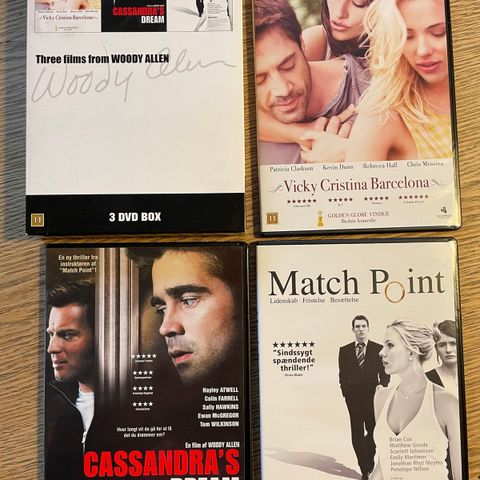 Vicky Cristina Barcelona
CASSANDRA'S
DREAM
Three films from WOODY ALLEN
Woody Allen
11
3 DVD BOX
Patricia Clarkson Kevin Dunn Rebecca Hall Chris Messina
Vicky Cristina Barcelona
★★★★★ ★★★★★ ★★★★ ★★★★
11
GOLDEN GLOBE VINDER
Bedste komedie
En ny thriller fra
instruktøren af
"Match Point"!
★★★★★
★★★★
★★★★
★★★★
Hayley ATWELL
Colin FARRELL
Sally HAWKINS
Ewan McGREGOR
Tom WILKINSON
Hvor langt vil de gå for at få
det du drømmer om?
En film af WOODY ALLEN
CASSANDRA'S
DREAM
Match Point
Lidenskab Fristelse Besættelse
★★★★★
"Sindssygt
spændende
thriller"
Brian Cox
Matthew Goode
Scarlett Johansson
Emily Mortimer
Jonathan Rhys Meyers
Penelope Wilton